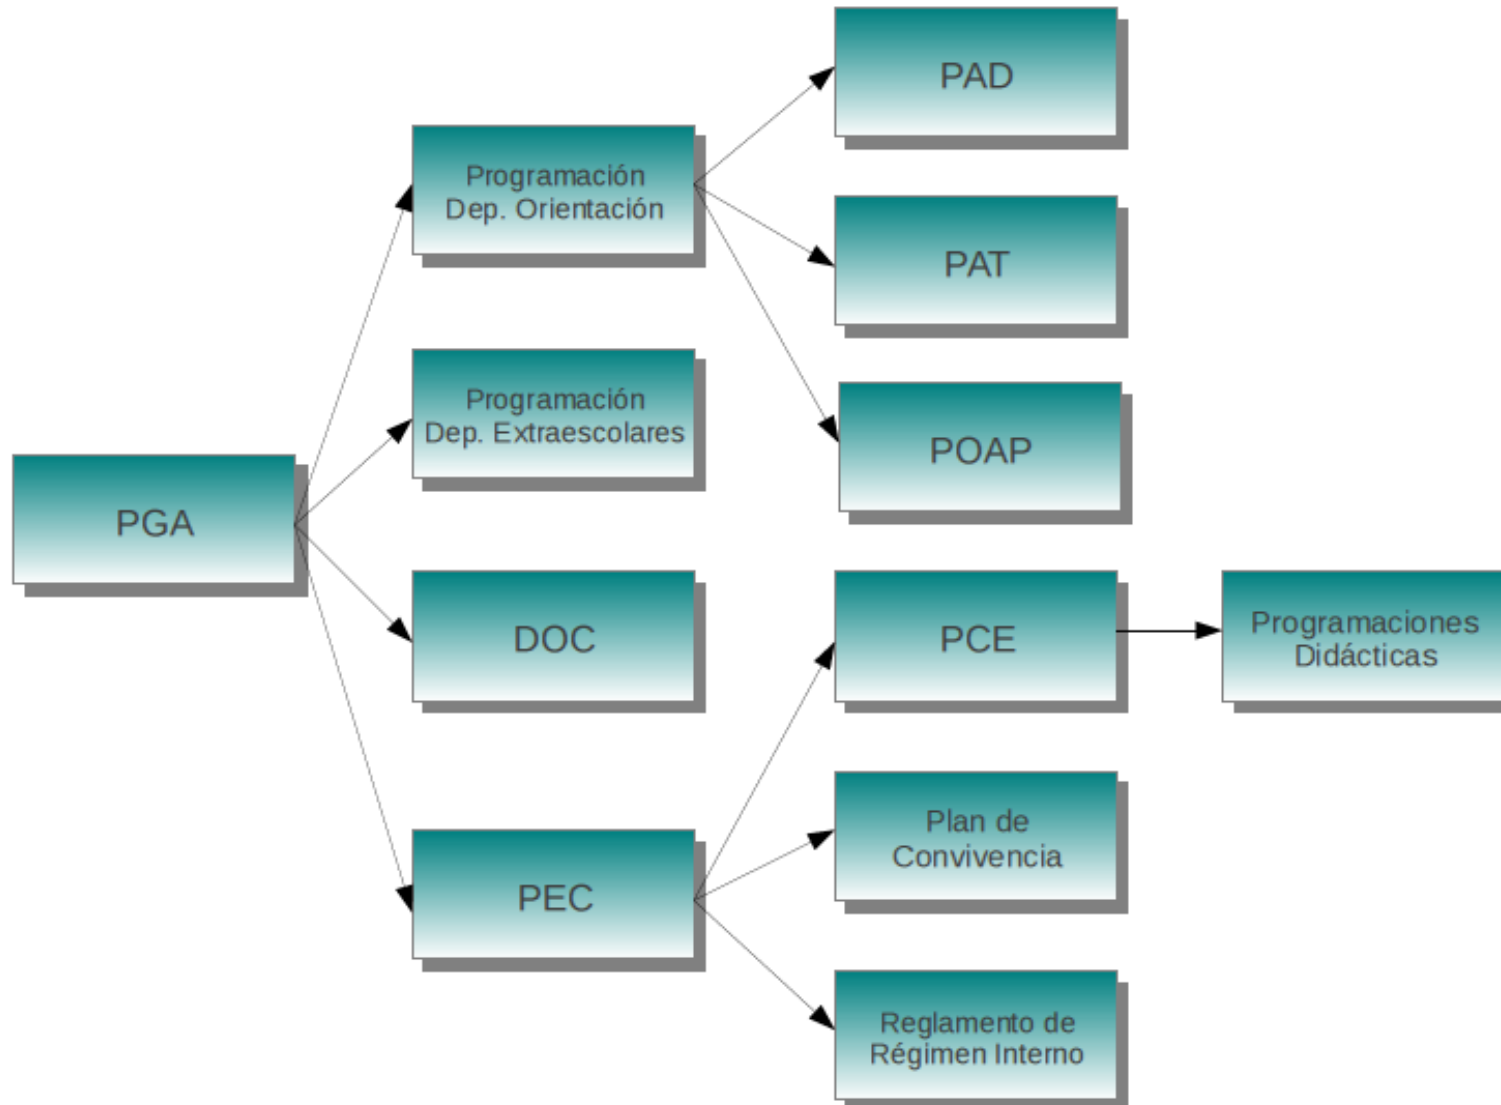 PAD
Programación
Dep. Orientación
PAT
Programación
Dep. Extraescolares
POAP
PGA
DOC
PCE
Programaciones
Didácticas
Plan de
Convivencia
PEC
Reglamento de
Régimen Interno